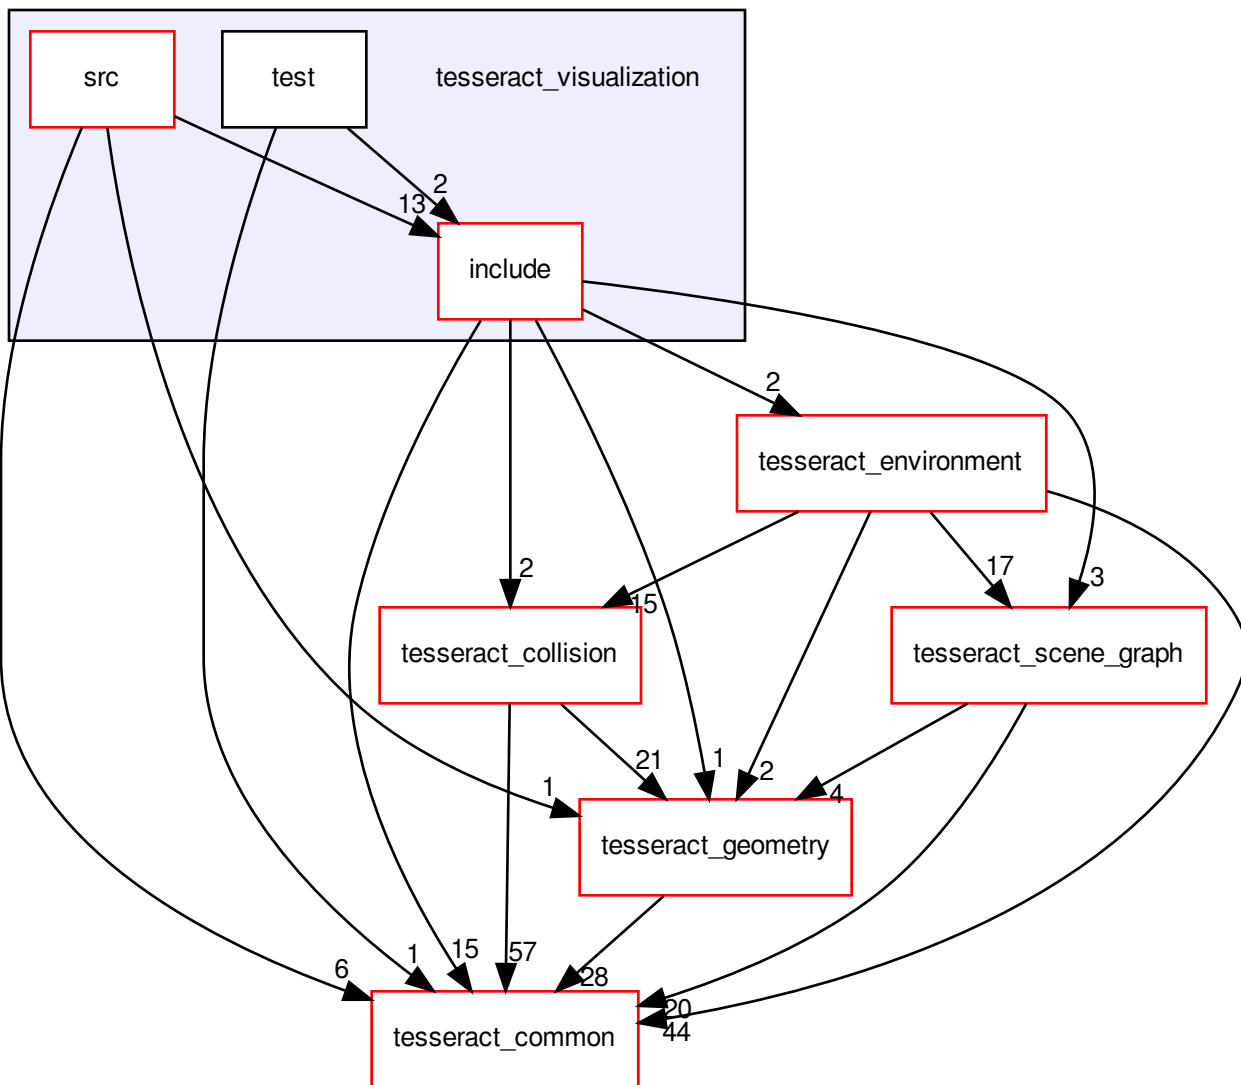 src
test
tesseract_visualization
2
13
include
2
tesseract_environment
17
3
2
15
tesseract_collision
tesseract_scene_graph
21
1
2
1
4
tesseract_geometry
6
1
15
57
28
20
44
tesseract_common